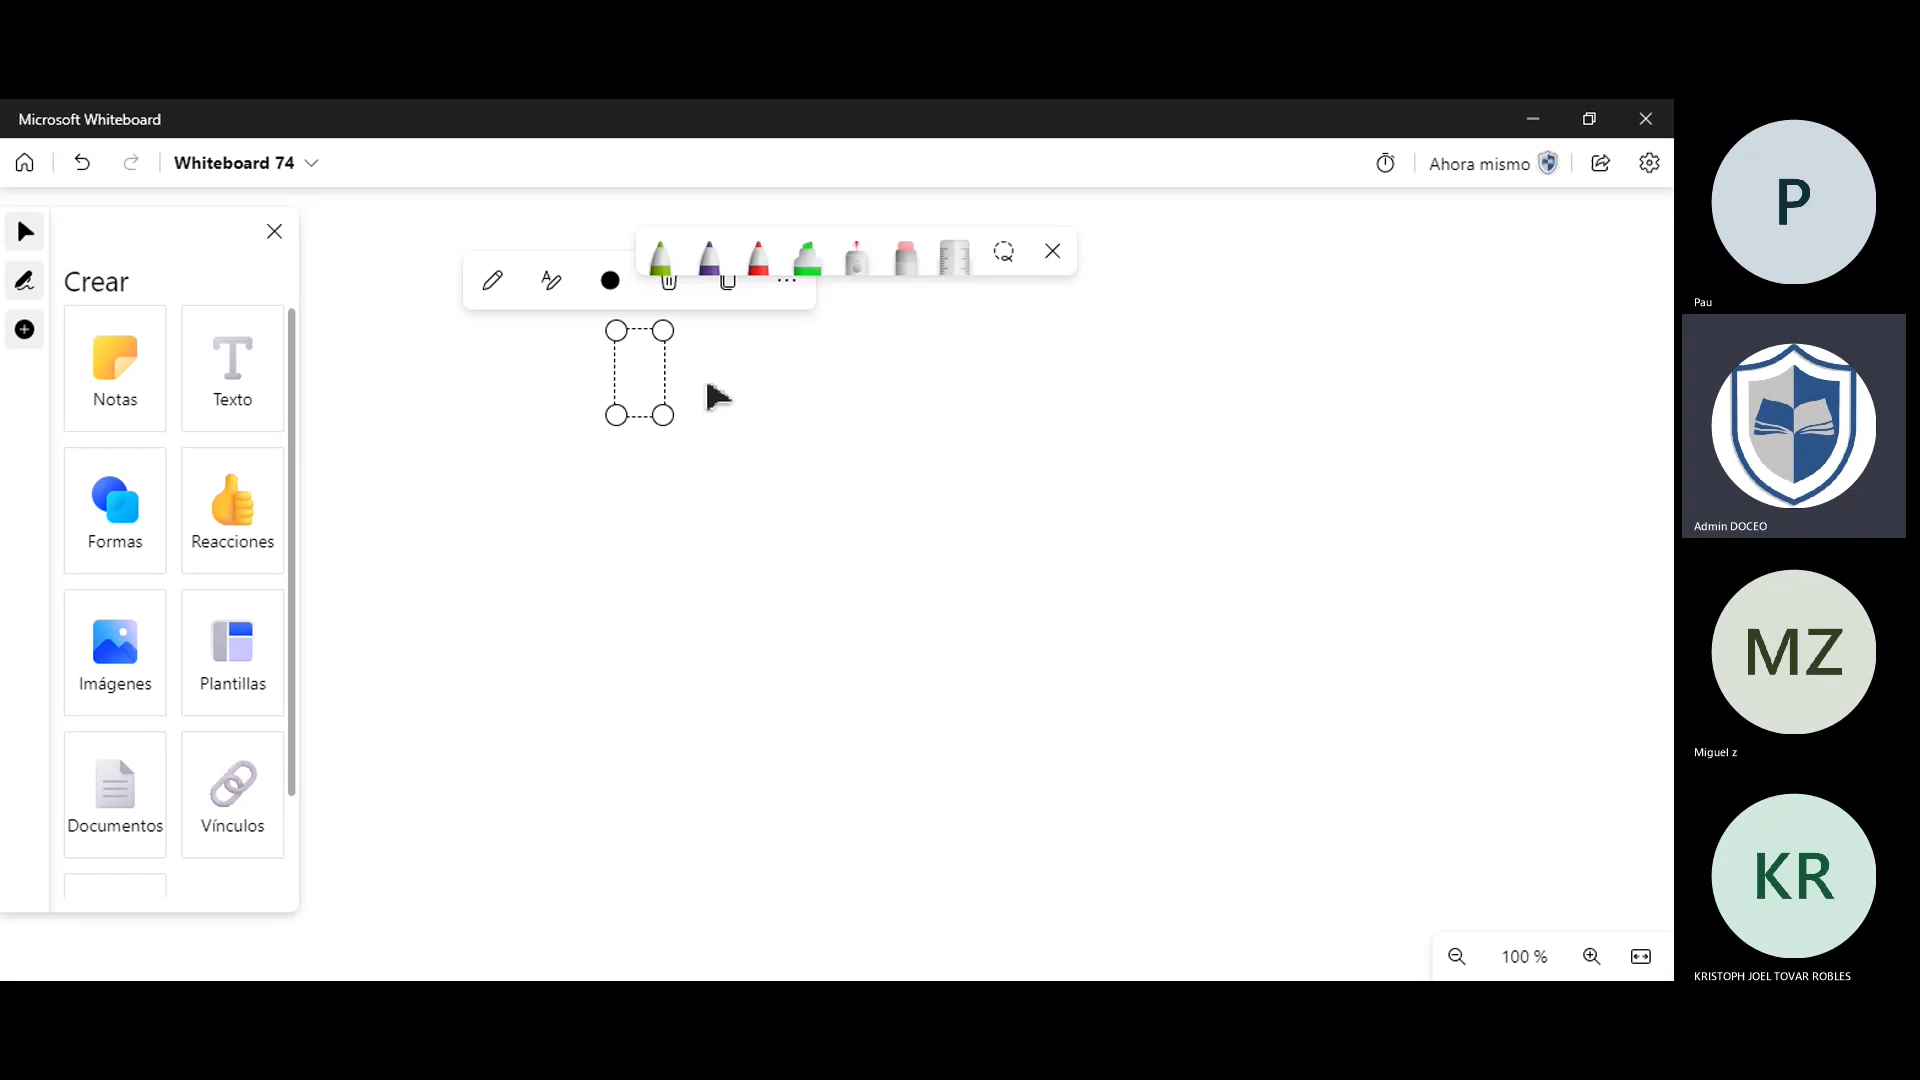 Microsoft Whiteboard
Whiteboard 74
Ahora mismo
Crear
Notas
Texto
Formas
Reacciones
Imágenes
Plantillas
Documentos
Vínculos
100 %
P
Pau
Admin DOCEO
MZ
Miguel z
KR
KRISTOPH JOEL TOVAR ROBLES